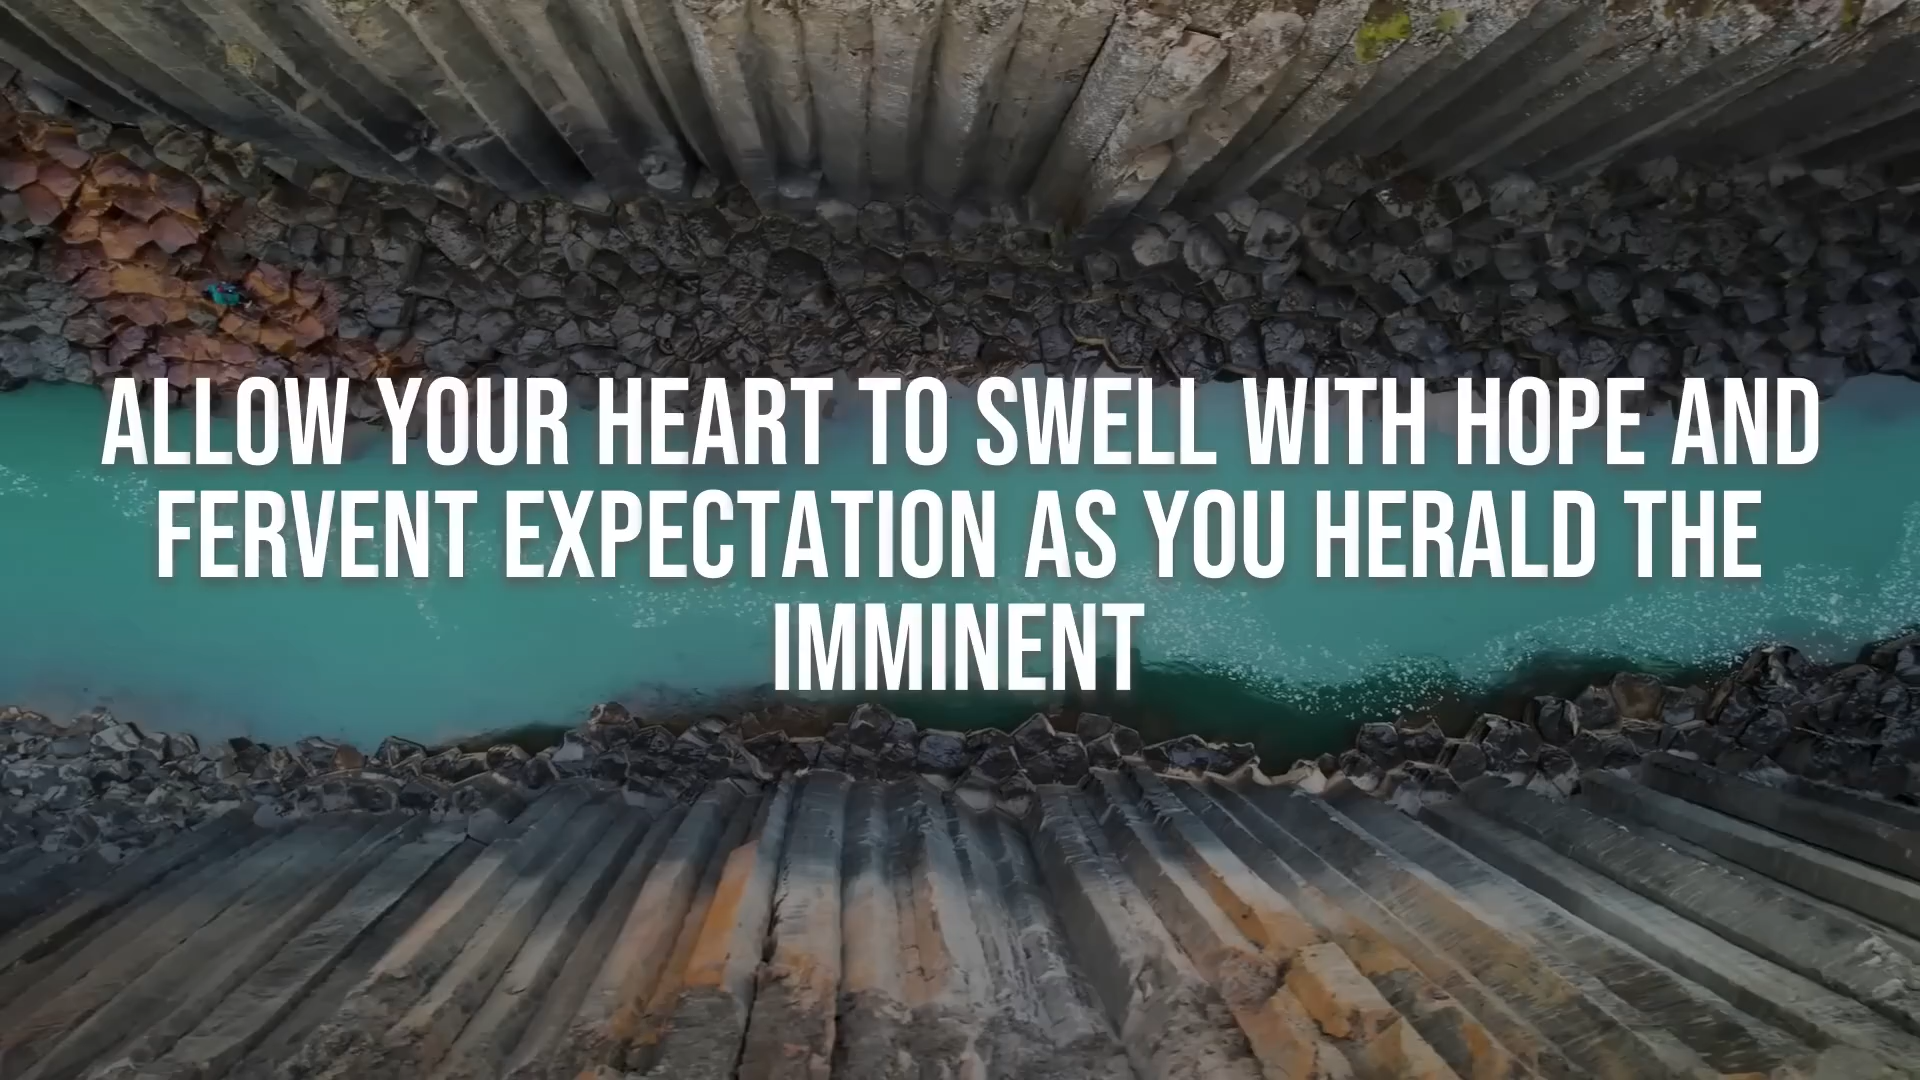 ALLOW YOUR HEART TO SWELL WITH HOPE AND
FERVENT EXPECTATION AS YOU HERALD THE
IMMINENT